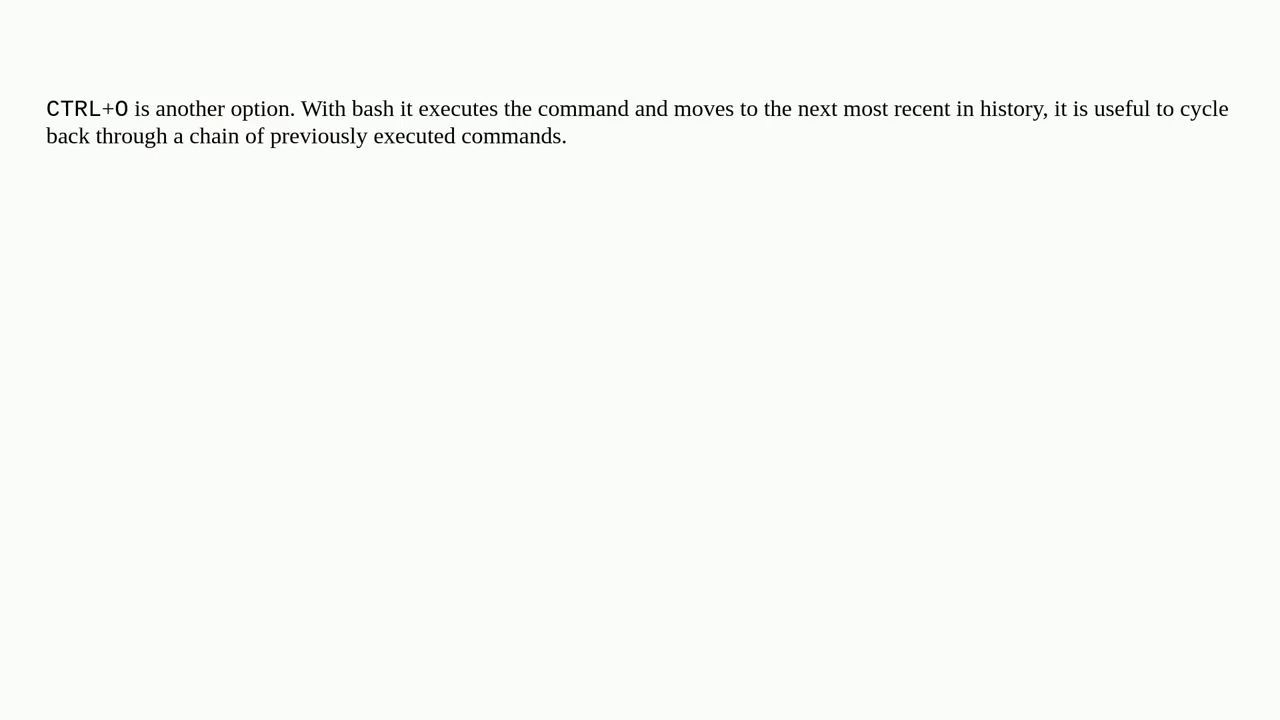 CTRL+O is another option. With bash it executes the command and moves to the next most recent in history, it is useful to cycle
back through a chain of previously executed commands.